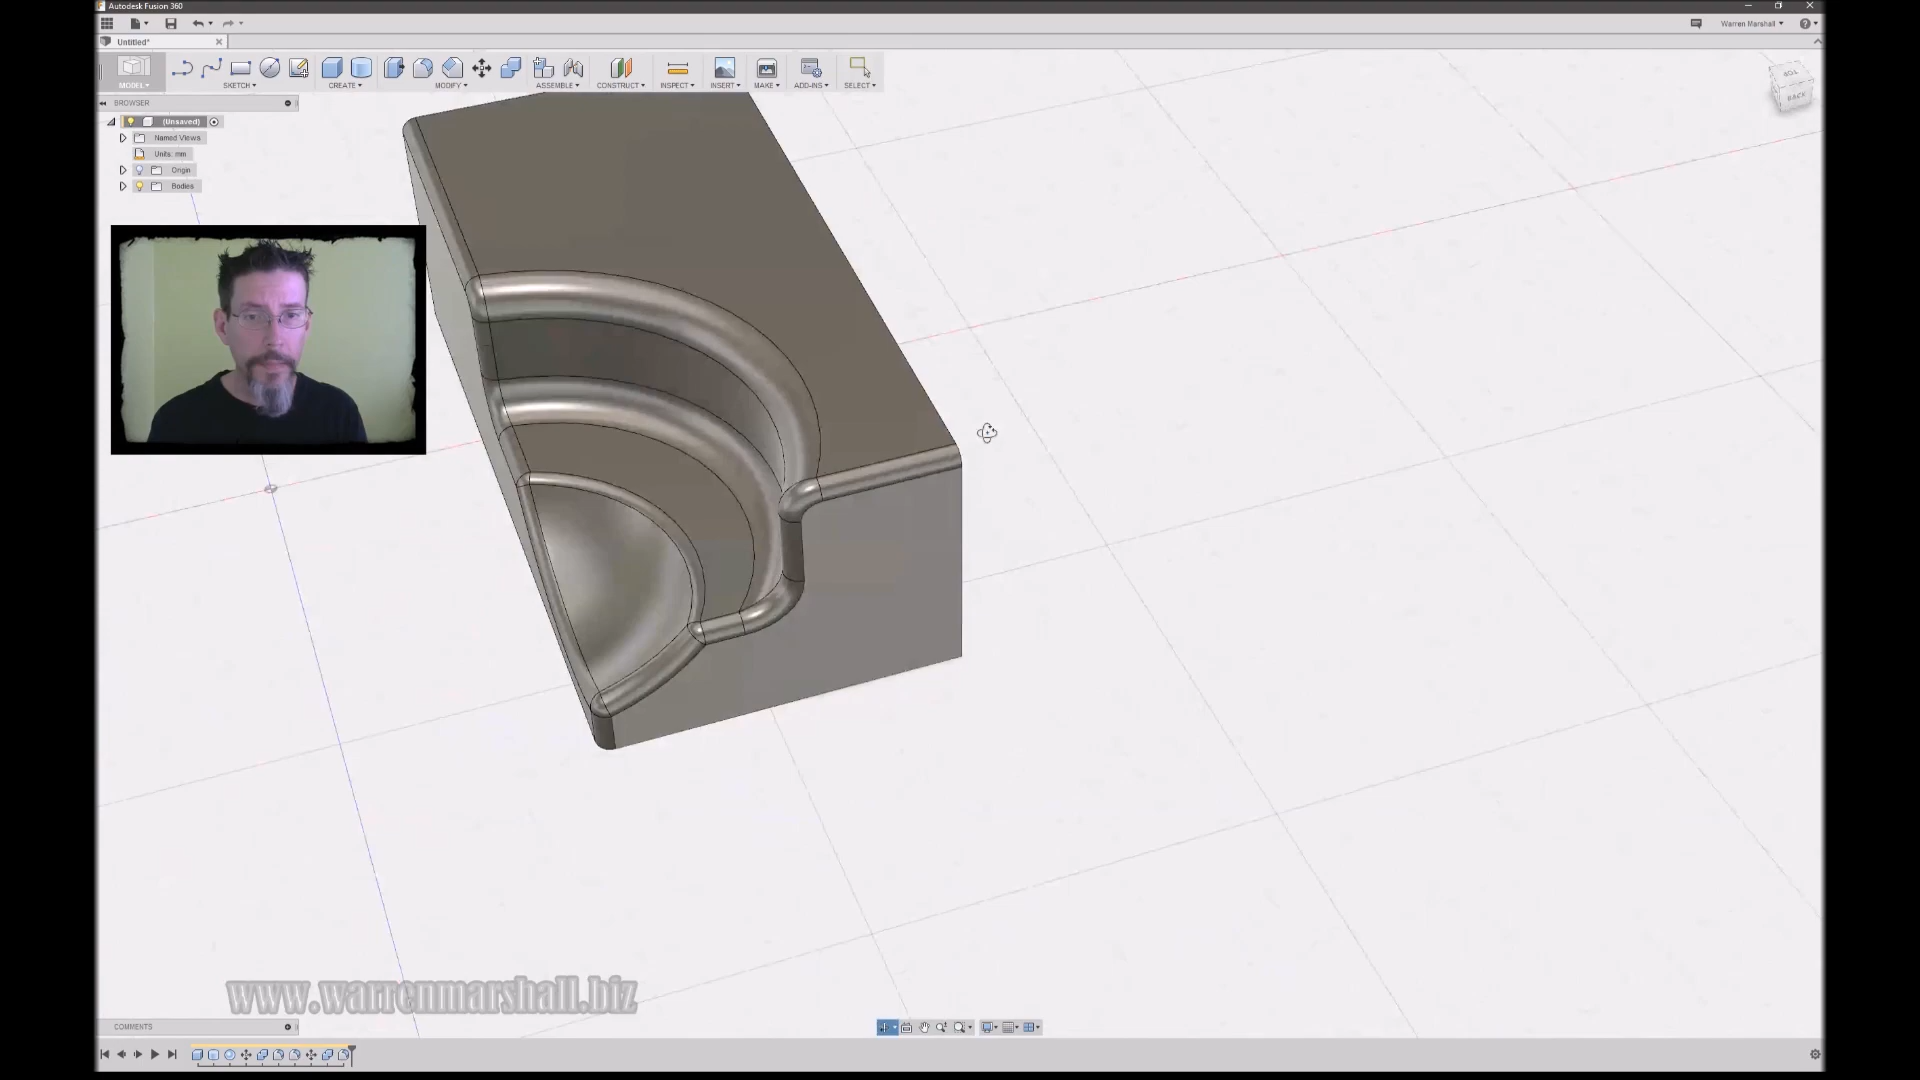 Autodesk Fusion 360
Warren Marshall
Untitled*
MODEL
SKETCH
CREATE
MODIFY
ASSEMBLE
CONSTRUCT
INSPECT
INSERT
MAKE
ADD-INS
SELECT
TOP
BACK
BROWSER
(Unsaved)
Named Views
Units: mm
Origin
Bodies
www.warrenmarshall.biz
COMMENTS